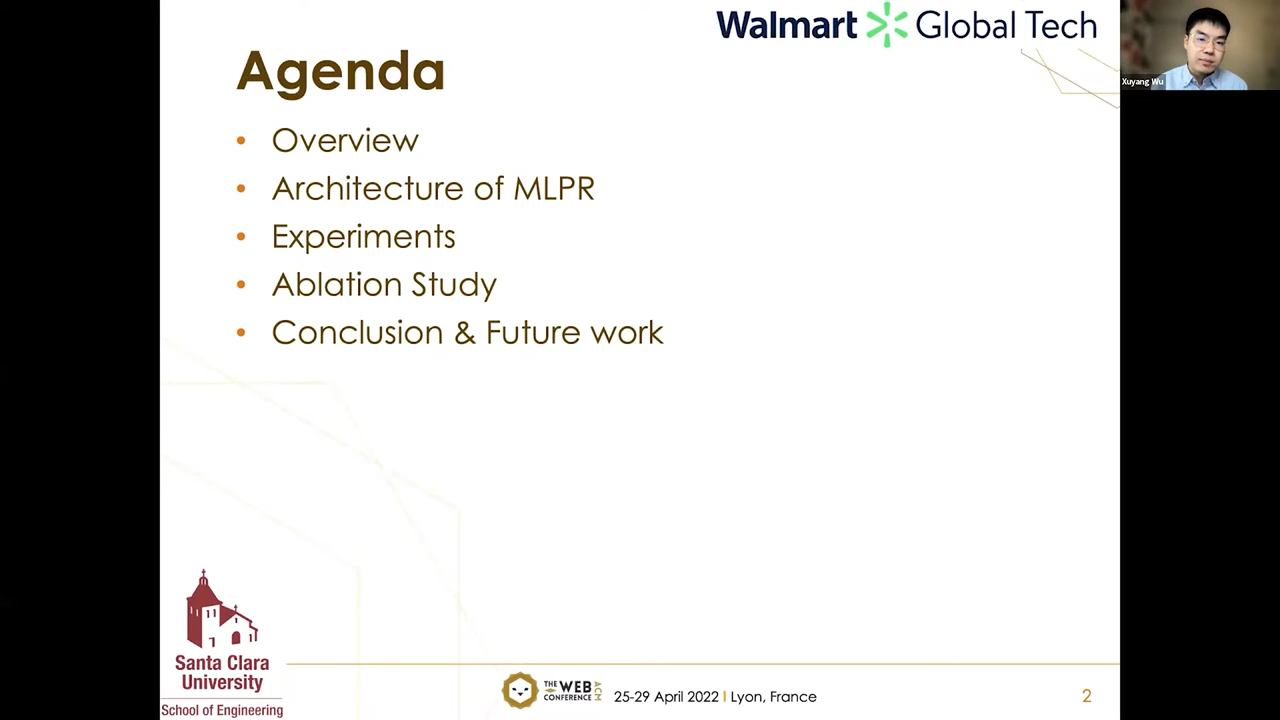 Walmart Global Tech
Xuyang Wu
Agenda
• Overview
• Architecture of MLPR
• Experiments
• Ablation Study
• Conclusion & Future work
Santa Clara
University
School of Engineering
THE WEB CONFERENCE
ACM
25-29 April 2022 I Lyon, France
2